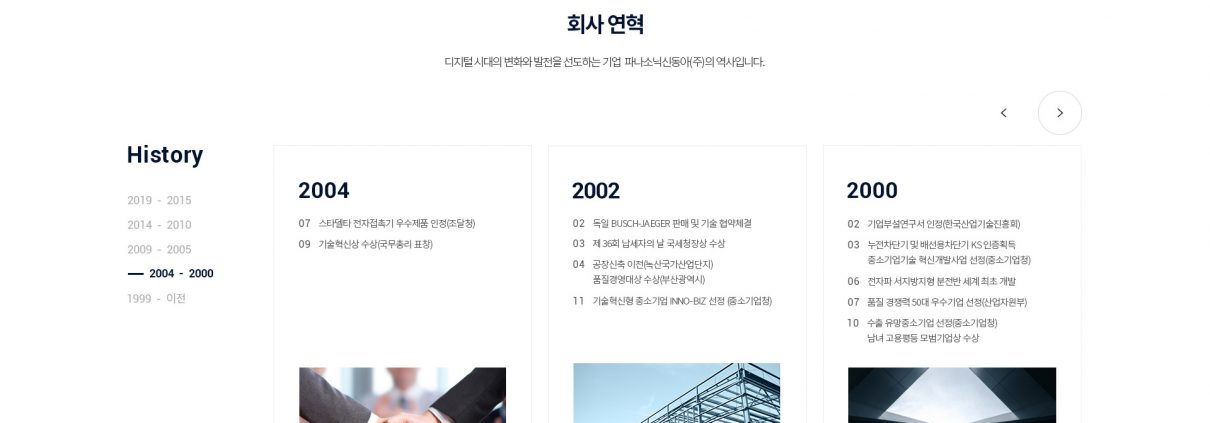 회사 연혁
디지털 시대의 변화와 발전을 선도하는 기업 파나소닉신동아(주)의 역사입니다.
History
2019 - 2015
2014 - 2010
2009 - 2005
2004 - 2000
1999 - 이전
2004
07 스타델타 전자접촉기 우수제품 인정(조달청)
09 기술혁신상 수상(국무총리 표창)
2002
02 독일 BUSCH-JAEGER 판매 및 기술 협약체결
03 제 36회 납세자의 날 국세청장상 수상
04 공장신축 이전(녹산국가산업단지)
품질경영대상 수상(부산광역시)
11 기술혁신형 중소기업 INNO-BIZ 선정 (중소기업청)
2000
02 기업부설연구서 인정(한국산업기술진흥회)
03 누전차단기 및 배선용차단기 KS 인증획득
중소기업기술 혁신개발사업 선정(중소기업청)
06 전자파 서지방지형 분전반 세계 최초 개발
07 품질 경쟁력 50대 우수기업 선정(산업자원부)
10 수출 유망중소기업 선정(중소기업청)
남녀 고용평등 모범기업상 수상